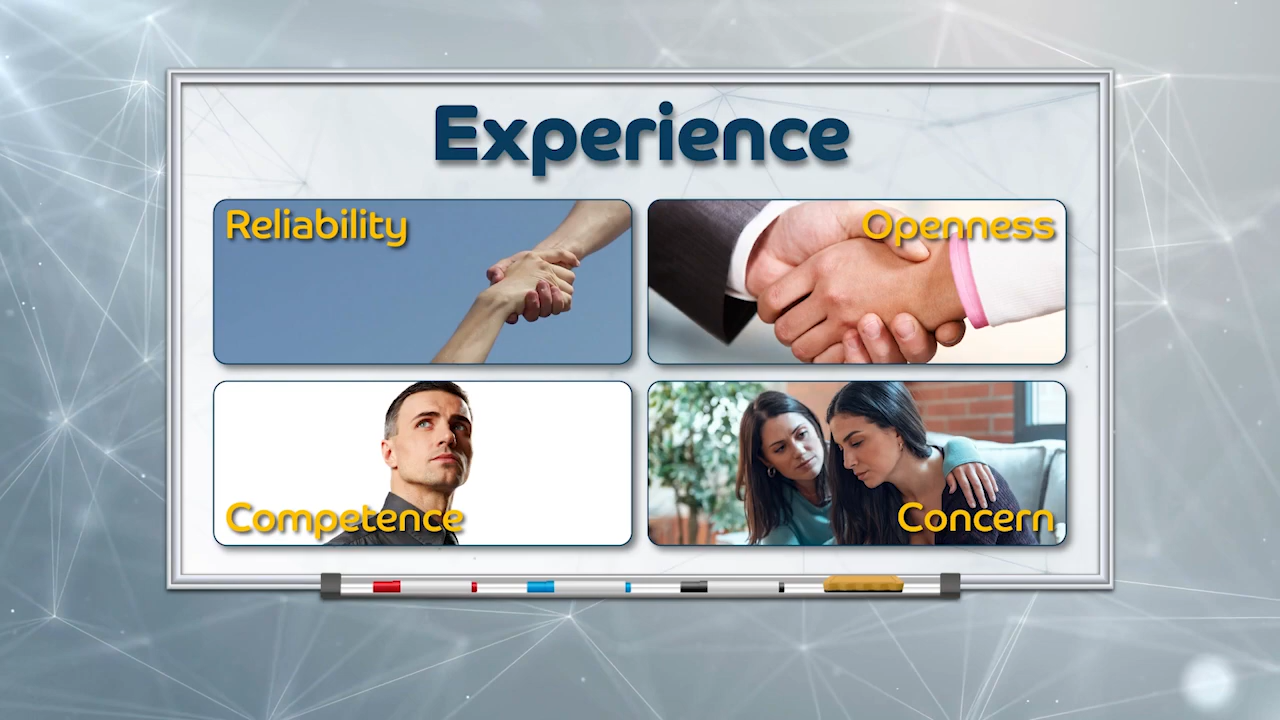 Experience
Reliability
Openness
Competence
Concern